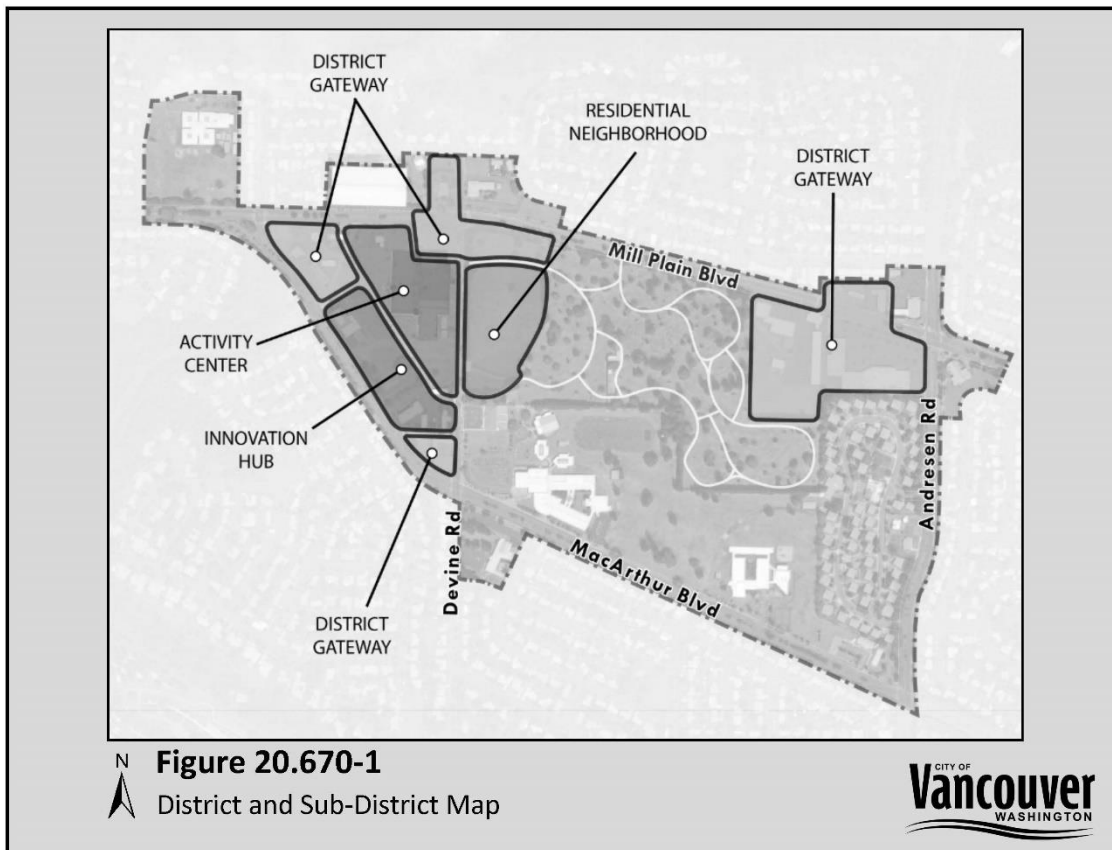 DISTRICT
GATEWAY
RESIDENTIAL
NEIGHBORHOOD
DISTRICT
GATEWAY
Mill Plain Blvd
ACTIVITY
CENTER
INNOVATION
HUB
Andresen Rd
Devine Rd
MacArthur Blvd
DISTRICT
GATEWAY
N
Figure 20.670-1
District and Sub-District Map
CITY OF
Vancouver
WASHINGTON